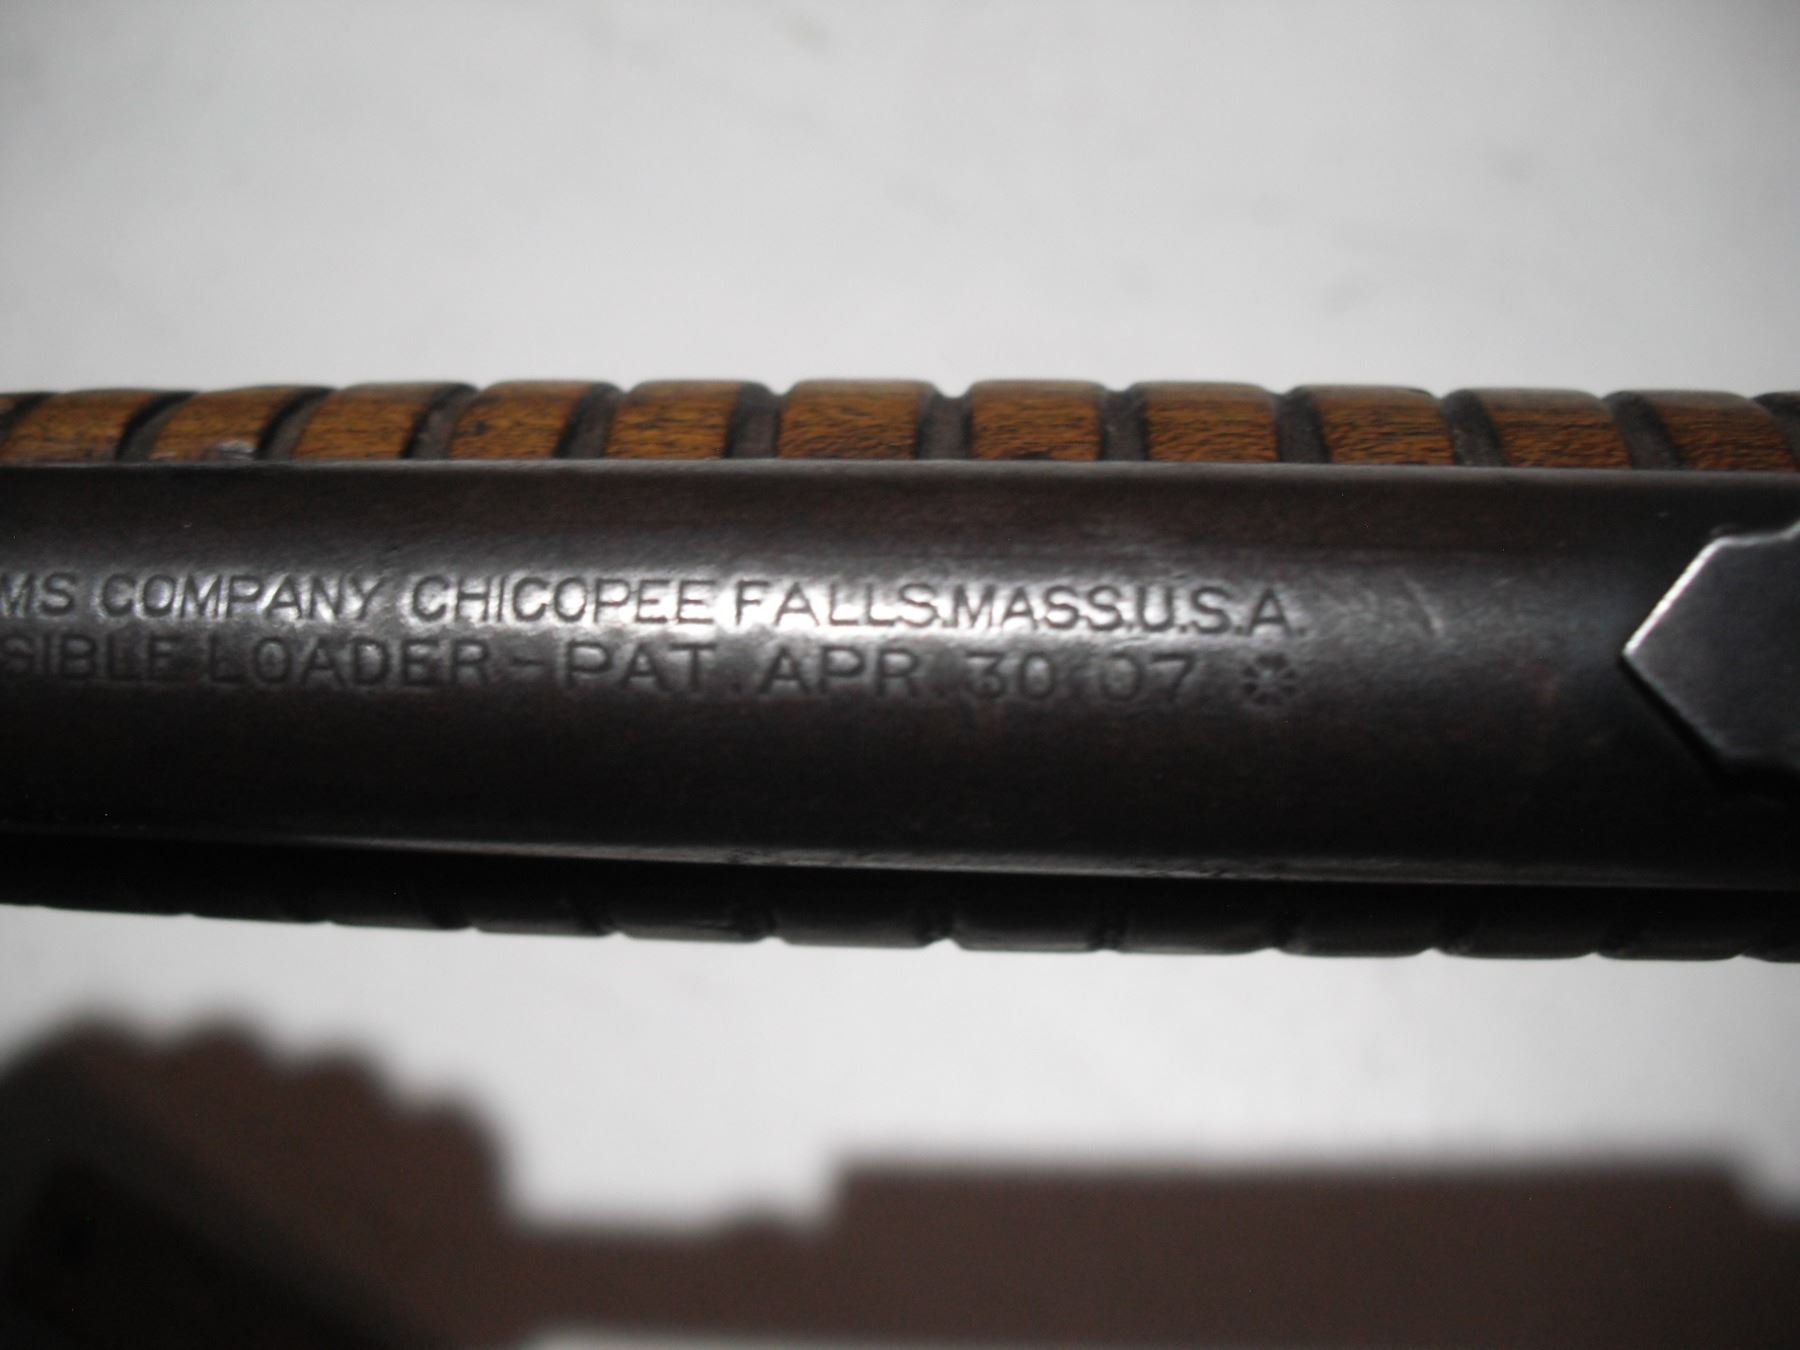 MS COMPANY CHICOPEE FALLS.MASS.U.S.A.
SIBLE LOADER-PAT. APR. 30.07.